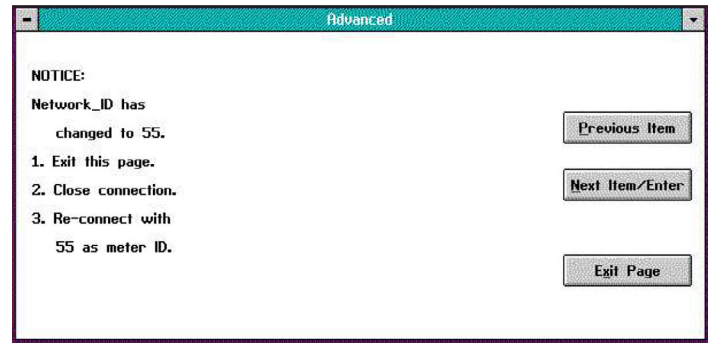 Advanced
NOTICE:
Network_ID has
changed to 55.
1. Exit this page.
2. Close connection.
3. Re-connect with
55 as meter ID.
Previous Item
Next Item/Enter
Exit Page